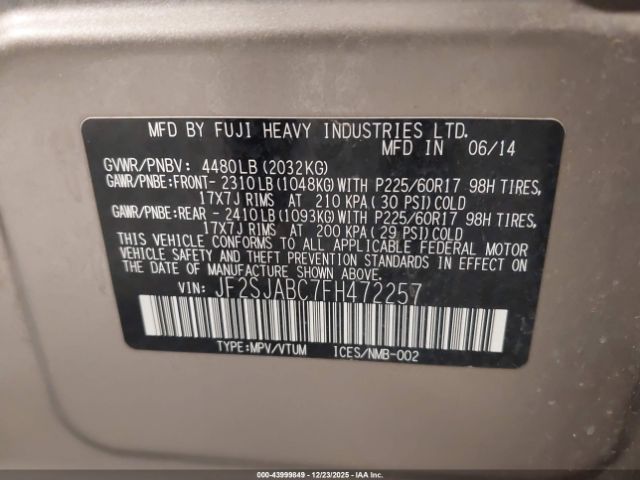 MFD BY FUJI HEAVY INDUSTRIES LTD.
MFD IN 06/14
GVWR/PNBV: 4480LB(2032KG)
GAWR/PNBE:FRONT- 2310LB(1048KG)WITH P225/60R17 98H TIRES,
17X7J RIMS AT 210 KPA(30 PSI)COLD
GAWR/PNBE:REAR - 2410LB(1093KG)WITH P225/60R17 98H TIRES,
17X7J RIMS AT 200 KPA(29 PSI)COLD
THIS VEHICLE CONFORMS TO ALL APPLICABLE FEDERAL MOTOR
VEHICLE SAFETY AND THEFT PREVENTION STANDARDS IN EFFECT ON
THE DATE OF MANUFACTURE SHOWN ABOVE.
VIN: JF2SJABC7FH472257
TYPE:MPV/VTUM ICES/NMB-002
000-43999849 - 12/23/2025 - IAAI.CA